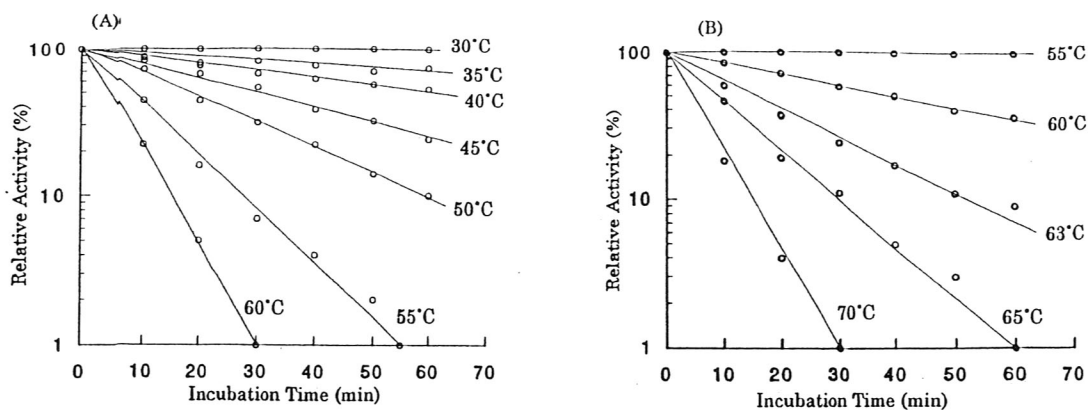 (A)
Relative Activity (%)
100
10
1
30°C
35°C
40°C
45°C
50°C
55°C
60°C
0 10 20 30 40 50 60 70
Incubation Time (min)
(B)
Relative Activity (%)
100
10
1
55°C
60°C
63°C
65°C
70°C
0 10 20 30 40 50 60 70
Incubation Time (min)